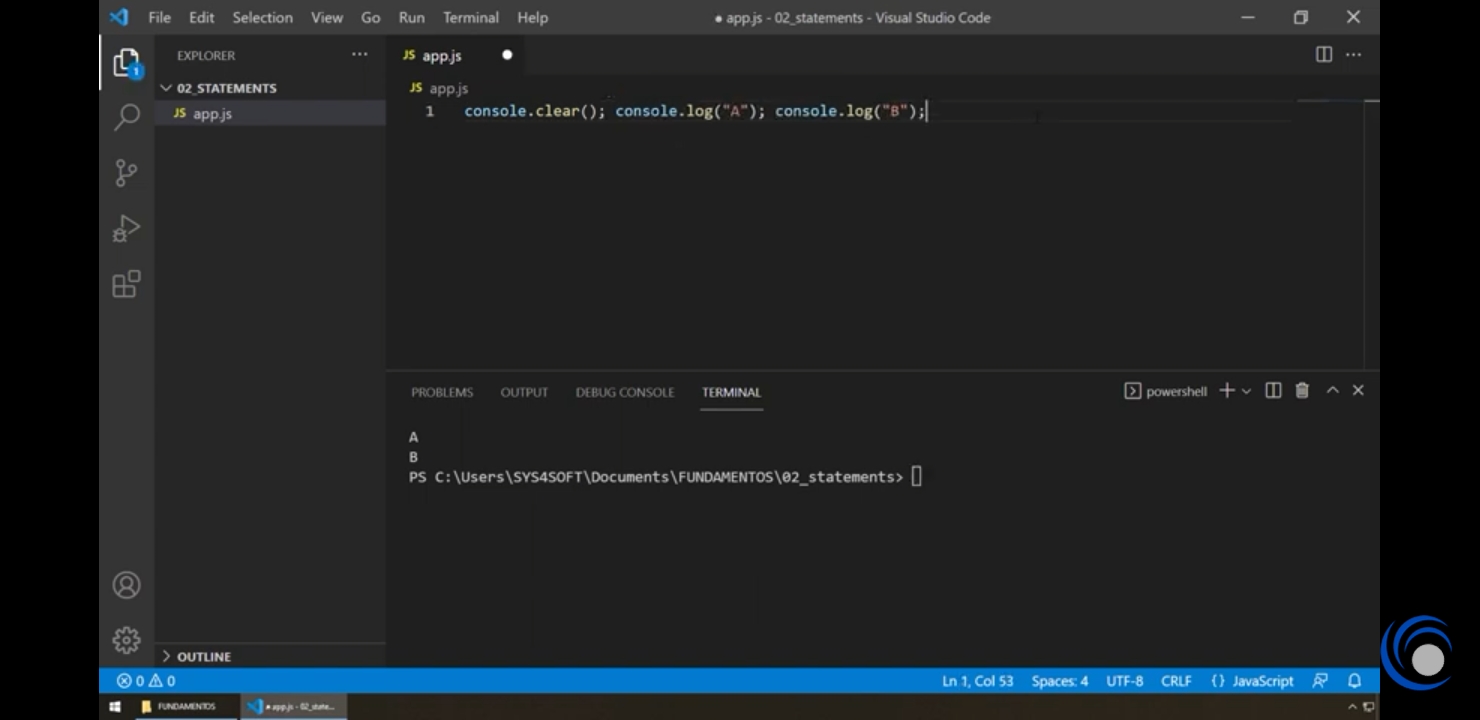 File Edit Selection View Go Run Terminal Help
● app.js - 02_statements - Visual Studio Code
EXPLORER
1
02_STATEMENTS
JS app.js
JS app.js
JS app.js
1 console.clear(); console.log("A"); console.log("B");
PROBLEMS OUTPUT DEBUG CONSOLE TERMINAL
powershell
A
B
PS C:\Users\SYS4SOFT\Documents\FUNDAMENTOS\02_statements>
OUTLINE
0 0
Ln 1, Col 53 Spaces: 4 UTF-8 CRLF {} JavaScript
FUNDAMENTOS
● app.js - 02_state...